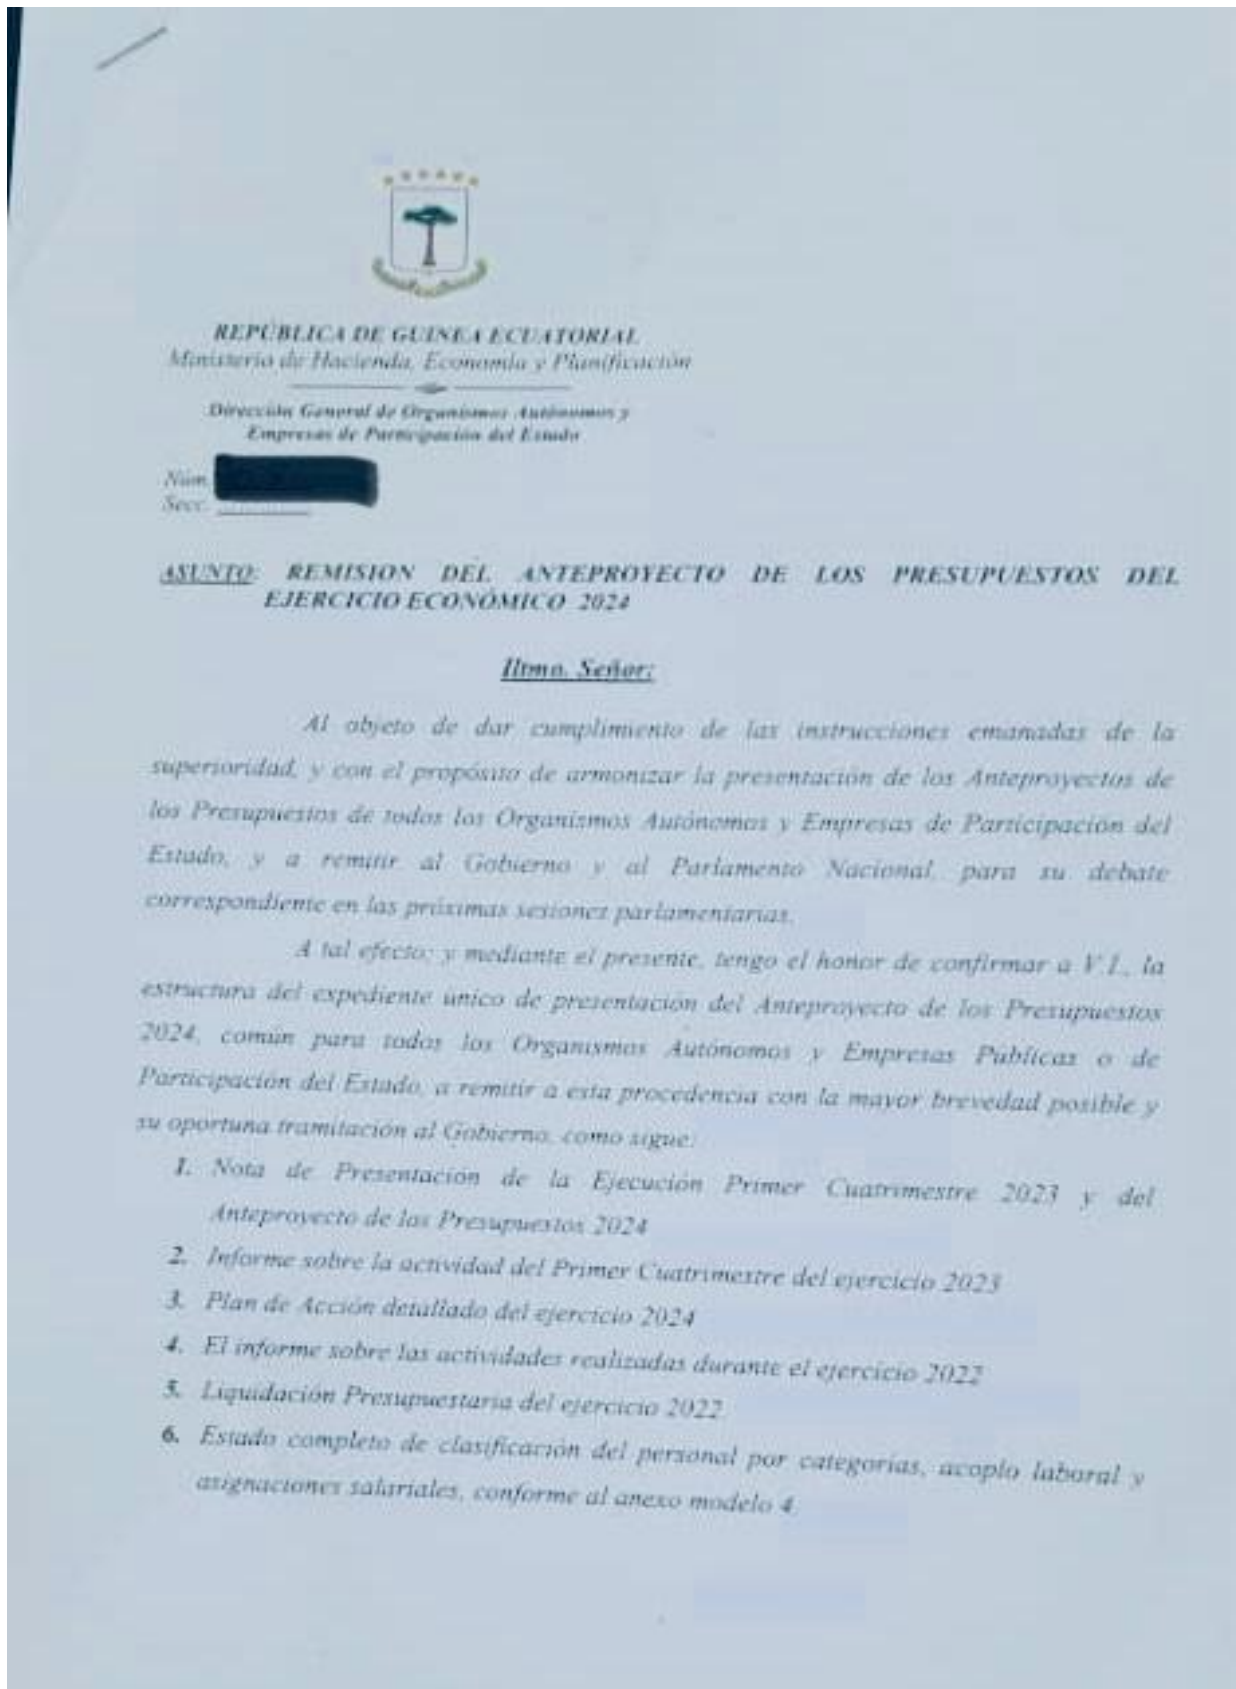 REPÚBLICA DE GUINEA ECUATORIAL
Ministerio de Hacienda, Economía y Planificación
Dirección General de Organismos Autónomos y
Empresas de Participación del Estado
Núm.
Secc.
ASUNTO: REMISION DEL ANTEPROYECTO DE LOS PRESUPUESTOS DEL
EJERCICIO ECONÓMICO 2024
Iltmo. Señor:
Al objeto de dar cumplimiento de las instrucciones emanadas de la
superioridad, y con el propósito de armonizar la presentación de los Anteproyectos de
los Presupuestos de todos los Organismos Autónomos y Empresas de Participación del
Estado, y a remitir al Gobierno y al Parlamento Nacional, para su debate
correspondiente en las próximas sesiones parlamentarias.
A tal efecto; y mediante el presente, tengo el honor de confirmar a V.I., la
estructura del expediente único de presentación del Anteproyecto de los Presupuestos
2024, común para todos los Organismos Autónomos y Empresas Públicas o de
Participación del Estado, a remitir a esta procedencia con la mayor brevedad posible y
su oportuna tramitación al Gobierno, como sigue:
1. Nota de Presentación de la Ejecución Primer Cuatrimestre 2023 y del
Anteproyecto de los Presupuestos 2024
2. Informe sobre la actividad del Primer Cuatrimestre del ejercicio 2023
3. Plan de Acción detallado del ejercicio 2024
4. El informe sobre las actividades realizadas durante el ejercicio 2022
5. Liquidación Presupuestaria del ejercicio 2022
6. Estado completo de clasificación del personal por categorías, acoplo laboral y
asignaciones salariales, conforme al anexo modelo 4.